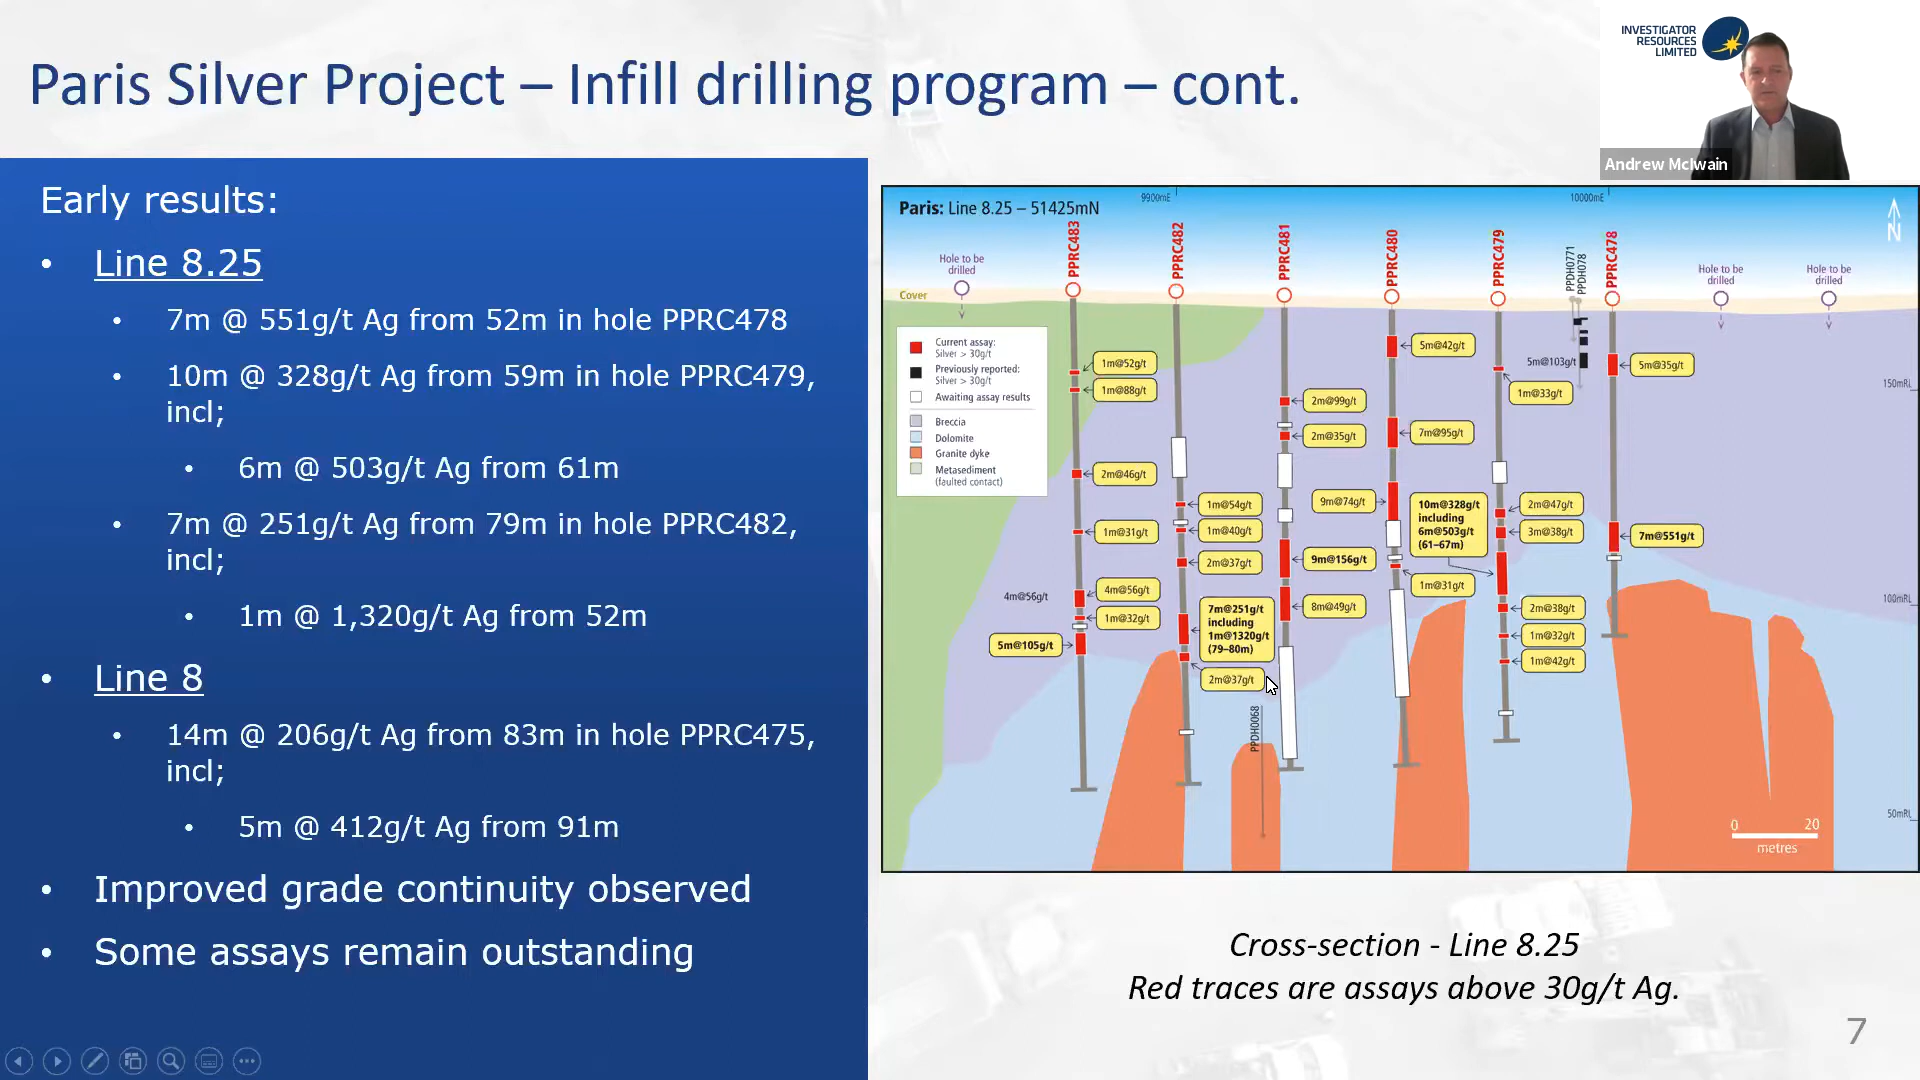 Paris Silver Project – Infill drilling program – cont.
INVESTIGATOR
RESOURCES
LIMITED
Andrew McIwain
Early results:
• Line 8.25
• 7m @ 551g/t Ag from 52m in hole PPRC478
• 10m @ 328g/t Ag from 59m in hole PPRC479,
incl;
• 6m @ 503g/t Ag from 61m
• 7m @ 251g/t Ag from 79m in hole PPRC482,
incl;
• 1m @ 1,320g/t Ag from 52m
• Line 8
• 14m @ 206g/t Ag from 83m in hole PPRC475,
incl;
• 5m @ 412g/t Ag from 91m
• Improved grade continuity observed
• Some assays remain outstanding
Paris: Line 8.25 – 51425mN
9900mE
10000mE
N
Hole to be
drilled
PPRC483
PPRC482
PPRC481
PPRC480
PPRC479
PPDH0771
PPDH078
PPRC478
Hole to be
drilled
Hole to be
drilled
Cover
Current assay:
Silver > 30g/t
Previously reported:
Silver > 30g/t
Awaiting assay results
Breccia
Dolomite
Granite dyke
Metasediment
(faulted contact)
1m@52g/t
1m@88g/t
2m@46g/t
1m@31g/t
4m@56g/t
4m@56g/t
1m@32g/t
5m@105g/t
1m@54g/t
1m@40g/t
2m@37g/t
7m@251g/t
including
1m@1320g/t
(79–80m)
2m@37g/t
PPDH0068
2m@99g/t
2m@35g/t
9m@156g/t
8m@49g/t
5m@42g/t
7m@95g/t
9m@74g/t
1m@31g/t
10m@328g/t
including
6m@503g/t
(61–67m)
1m@33g/t
2m@47g/t
3m@38g/t
2m@38g/t
1m@32g/t
1m@42g/t
5m@103g/t
5m@35g/t
7m@551g/t
150mRL
100mRL
50mRL
0 20
metres
Cross-section - Line 8.25
Red traces are assays above 30g/t Ag.
7